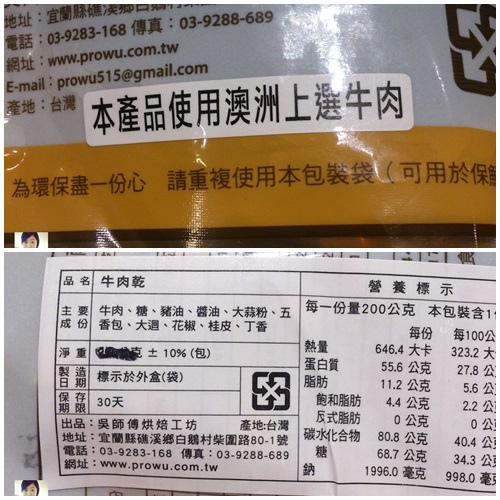 地址：宜蘭縣礁溪鄉白鵝村柴
電話：03-9283-168 傳真：03-9288-689
網址：www.prowu.com.tw
E-mail：prowu515@gmail.com
產地：台灣
本產品使用澳洲上選牛肉
為環保盡一份心　請重複使用本包裝袋（可用於保鮮
品名 牛肉乾
主要成份 牛肉、糖、豬油、醬油、大蒜粉、五
香包、大迴、花椒、桂皮、丁香
淨重 公克 ± 10% (包)
製造日期 標示於外盒(袋)
保存期限 30天
出品：吳師傅烘焙工坊 產地:台灣
地址：宜蘭縣礁溪鄉白鵝村柴圍路80-1號
電話：03-9283-168 傳真：03-9288-689
網址：www.prowu.com.tw
營養標示
每一份量200公克 本包裝含1
每份 每100公
熱量 646.4 大卡 323.2 大
蛋白質 55.6 公克 27.8 公
脂肪 11.2 公克 5.6 公
飽和脂肪 4.4 公克 2.2 公
反式脂肪 0 公克 0 公
碳水化合物 80.8 公克 40.4 公
糖 68.7 公克 34.3 公
鈉 1996.0 毫克 998.0 毫